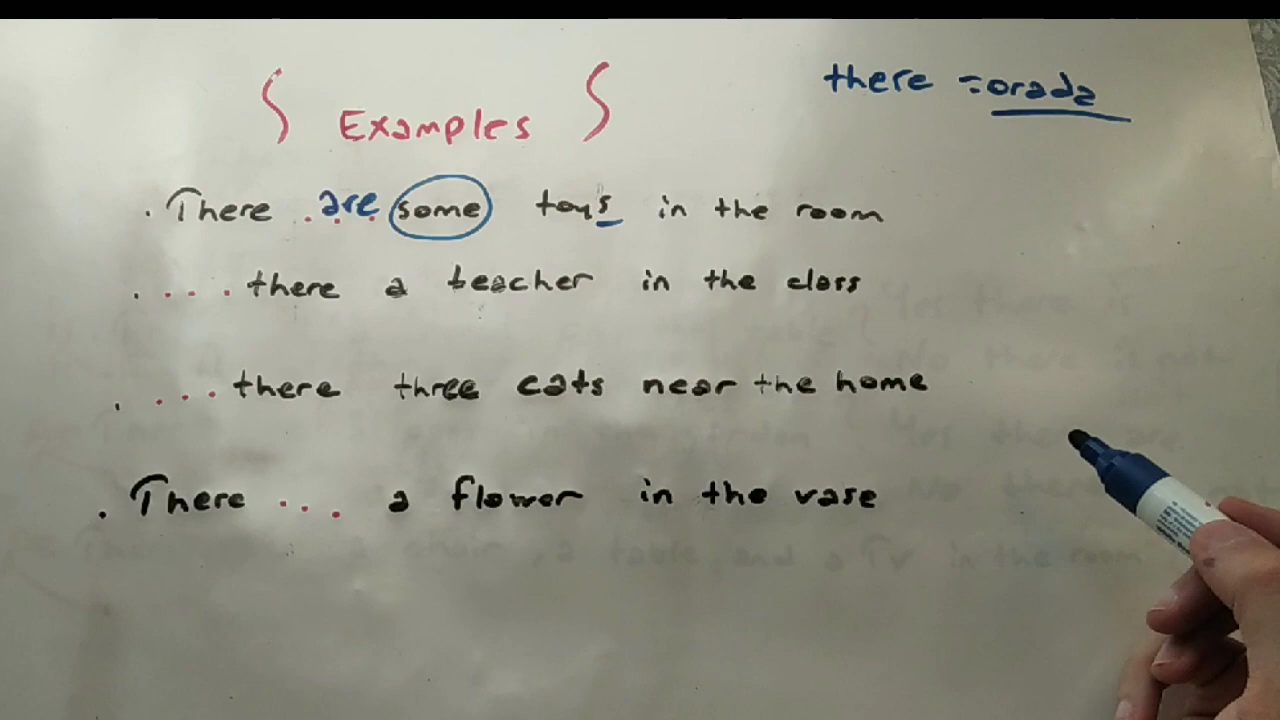 there = orada
Examples
. There .are. some toys in the room
. . . . there a teacher in the class
. . . . there three cats near the home
. There . . . a flower in the vase